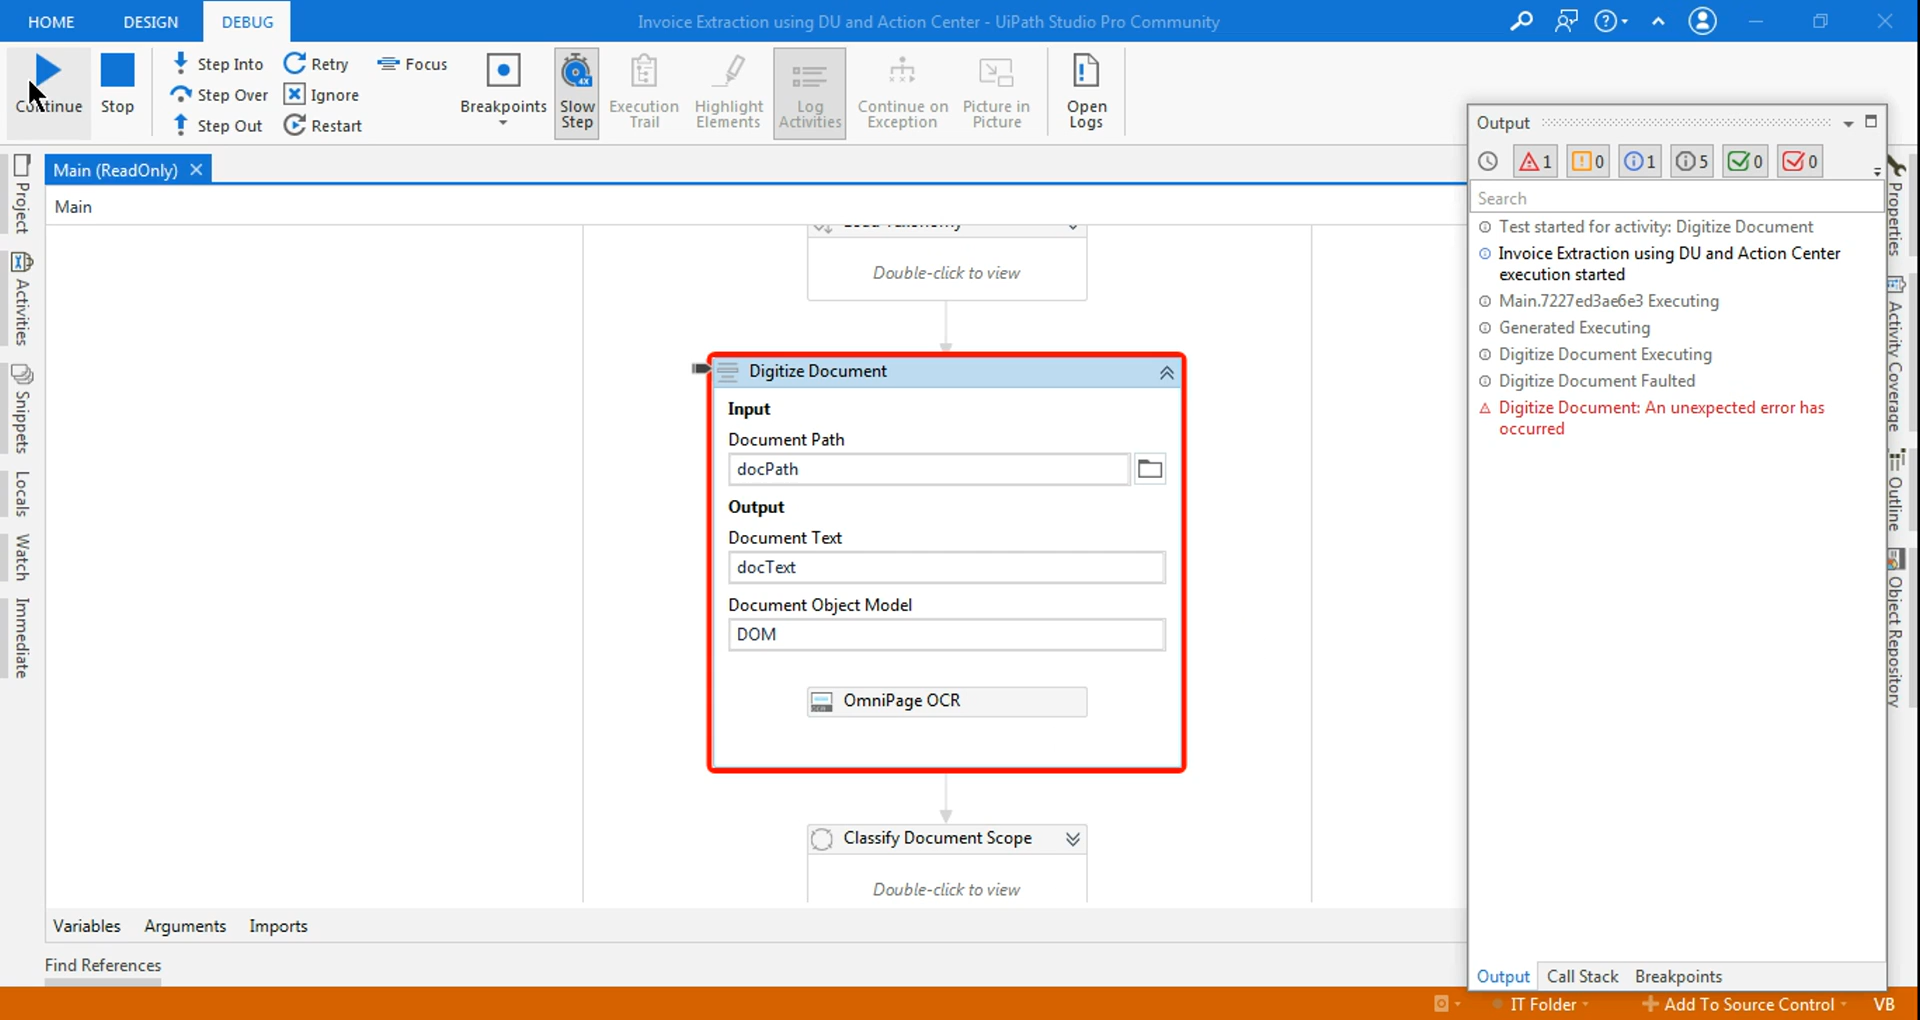 HOME DESIGN DEBUG Invoice Extraction using DU and Action Center - UiPath Studio Pro Community
Continue
Stop
Step Into
Step Over
Step Out
Retry
Ignore
Restart
Focus
Breakpoints
Slow
Step
Execution
Trail
Highlight
Elements
Log
Activities
Continue on
Exception
Picture in
Picture
Open
Logs
Main (ReadOnly)
Main
Project
Activities
Snippets
Locals
Watch
Immediate
Double-click to view
Digitize Document
Input
Document Path
docPath
Output
Document Text
docText
Document Object Model
DOM
OmniPage OCR
Classify Document Scope
Double-click to view
Variables Arguments Imports
Find References
Output
1 0 1 5 0 0
Search
Test started for activity: Digitize Document
Invoice Extraction using DU and Action Center
execution started
Main.7227ed3ae6e3 Executing
Generated Executing
Digitize Document Executing
Digitize Document Faulted
Digitize Document: An unexpected error has
occurred
Output Call Stack Breakpoints
Properties
Activity Coverage
Outline
Object Repository
IT Folder Add To Source Control VB